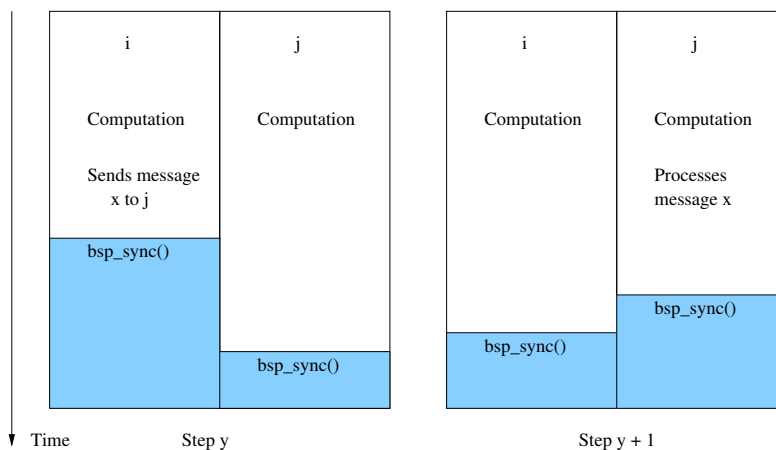 i
j
Computation
Computation
Sends message
x to j
bsp_sync()
bsp_sync()
i
j
Computation
Computation
Processes
message x
bsp_sync()
bsp_sync()
Time
Step y
Step y + 1